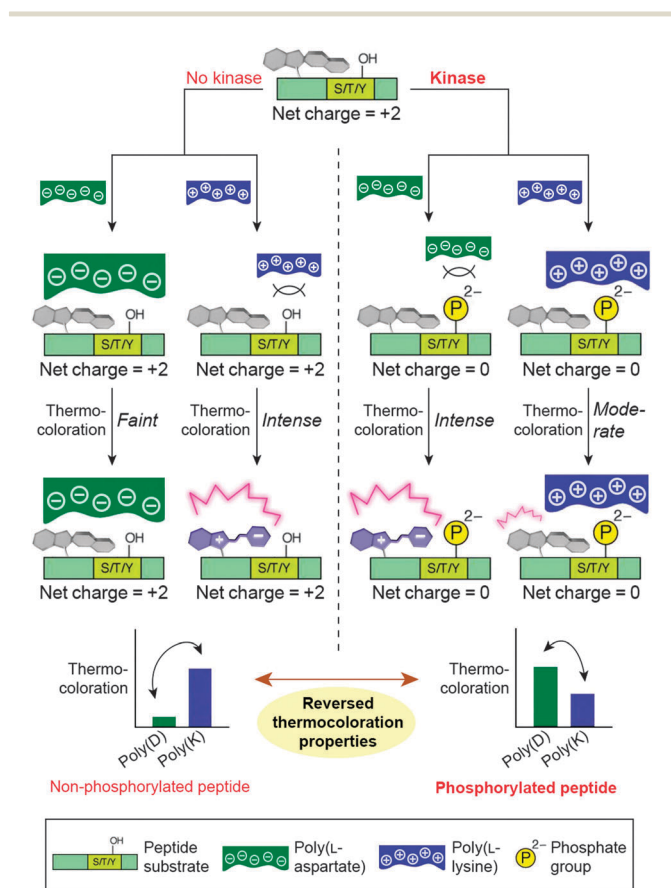 OH
S/T/Y
No kinase
Kinase
Net charge = +2
OH
OH
P 2–
P 2–
S/T/Y
S/T/Y
S/T/Y
S/T/Y
Net charge = +2
Net charge = +2
Net charge = 0
Net charge = 0
Thermo-
coloration
Faint
Thermo-
coloration
Intense
Thermo-
coloration
Intense
Thermo-
coloration
Mode-
rate
OH
OH
P 2–
P 2–
S/T/Y
S/T/Y
S/T/Y
S/T/Y
Net charge = +2
Net charge = +2
Net charge = 0
Net charge = 0
Thermo-
coloration
Poly(D)
Poly(K)
Non-phosphorylated peptide
Reversed
thermocoloration
properties
Thermo-
coloration
Poly(D)
Poly(K)
Phosphorylated peptide
OH
S/T/Y
Peptide
substrate
Poly(L-
aspartate)
Poly(L-
lysine)
P 2–
Phosphate
group